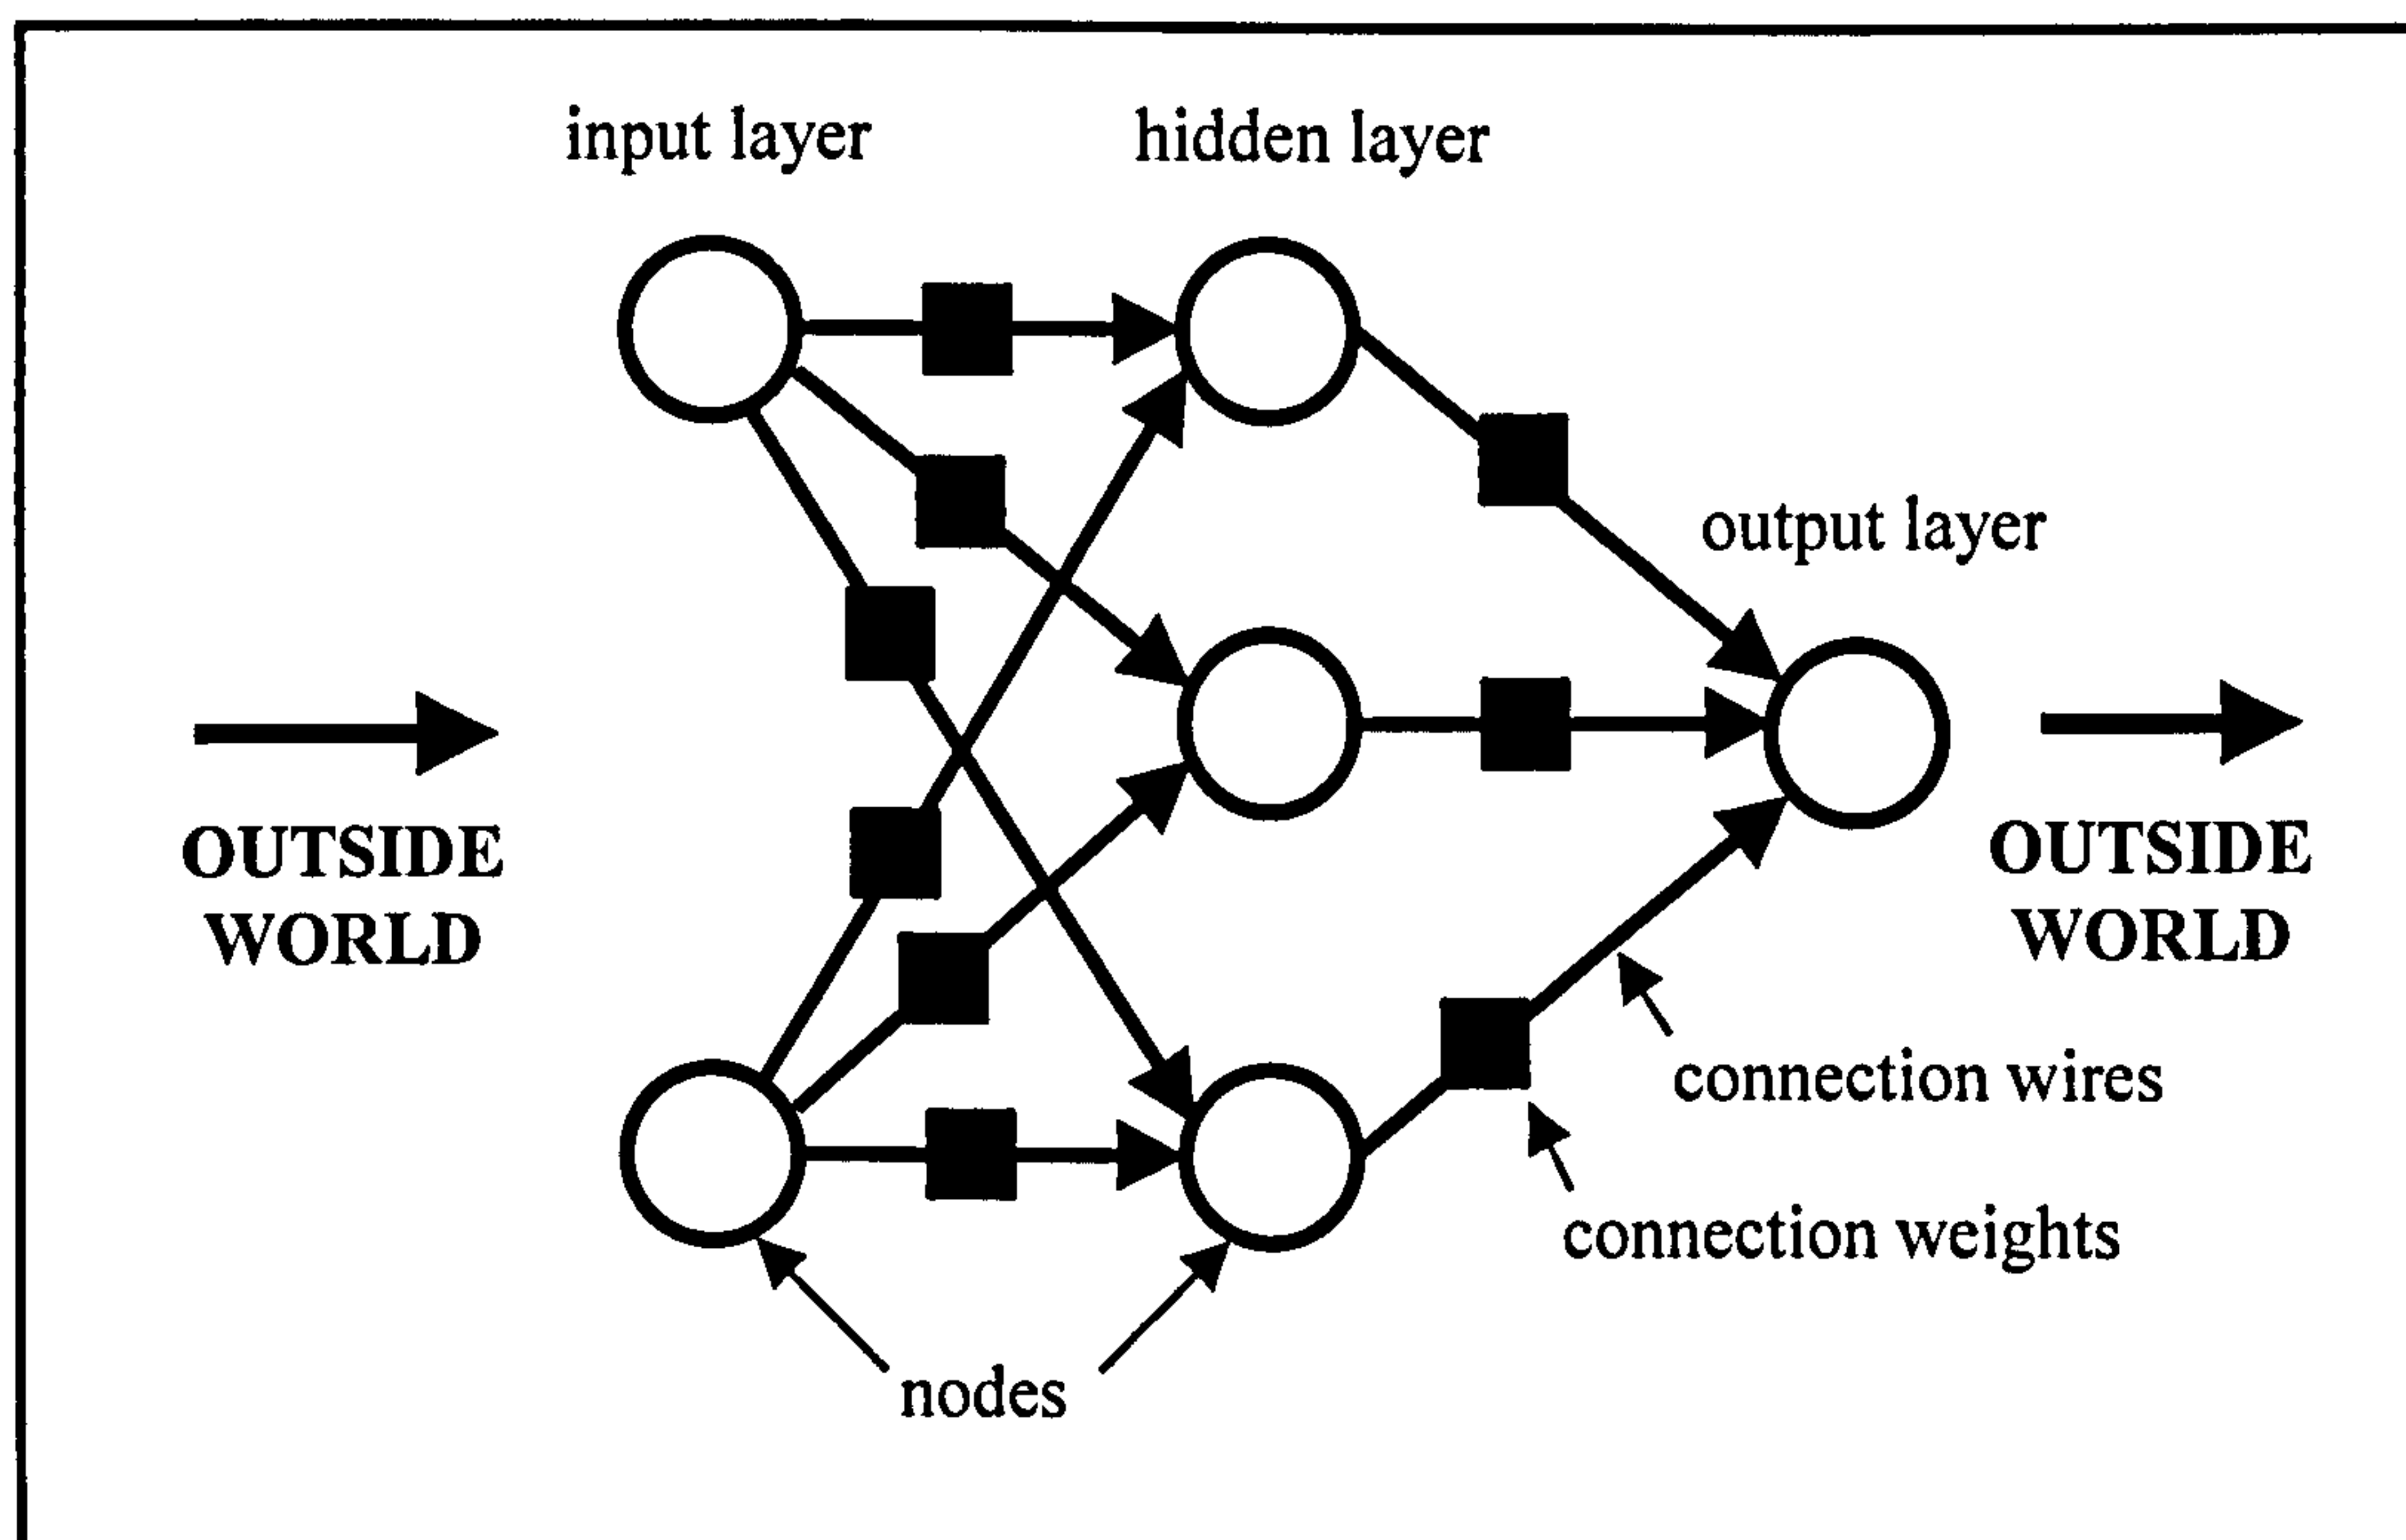 input layer
hidden layer
output layer
OUTSIDE
WORLD
OUTSIDE
WORLD
connection wires
connection weights
nodes